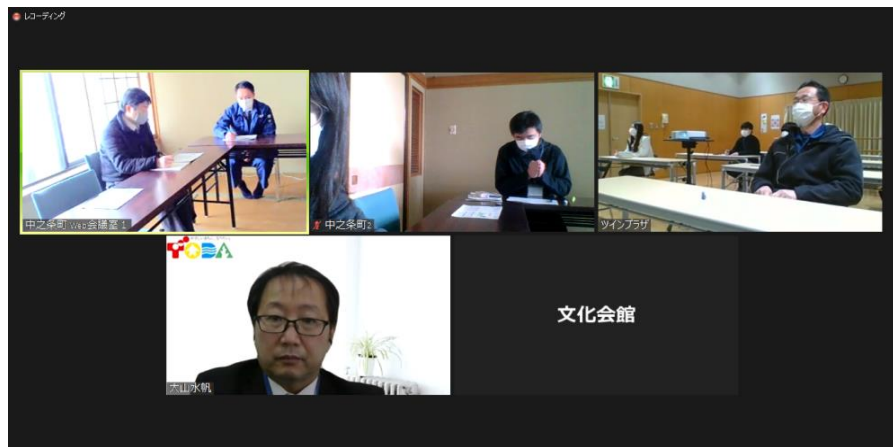 レコーディング
中之条町 Web会議室 1
中之条町2
ツインプラザ
TODA
大山水帆
文化会館